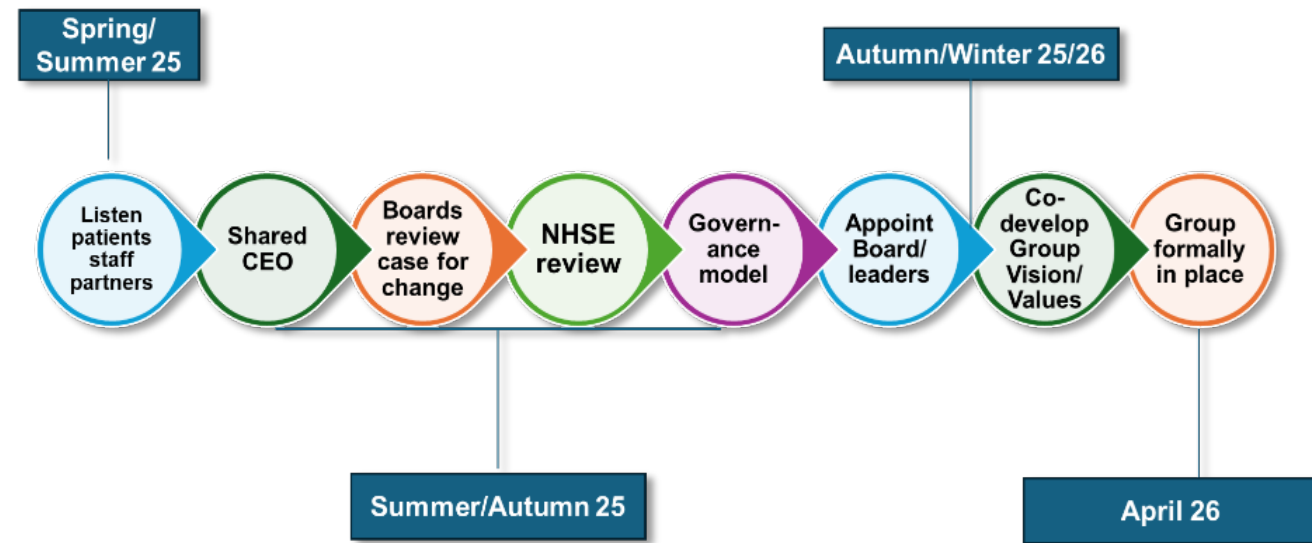 Spring/
Summer 25
Autumn/Winter 25/26
Listen
patients
staff
partners
Shared
CEO
Boards
review
case for
change
NHSE
review
Govern-
ance
model
Appoint
Board/
leaders
Co-
develop
Group
Vision/
Values
Group
formally
in place
Summer/Autumn 25
April 26